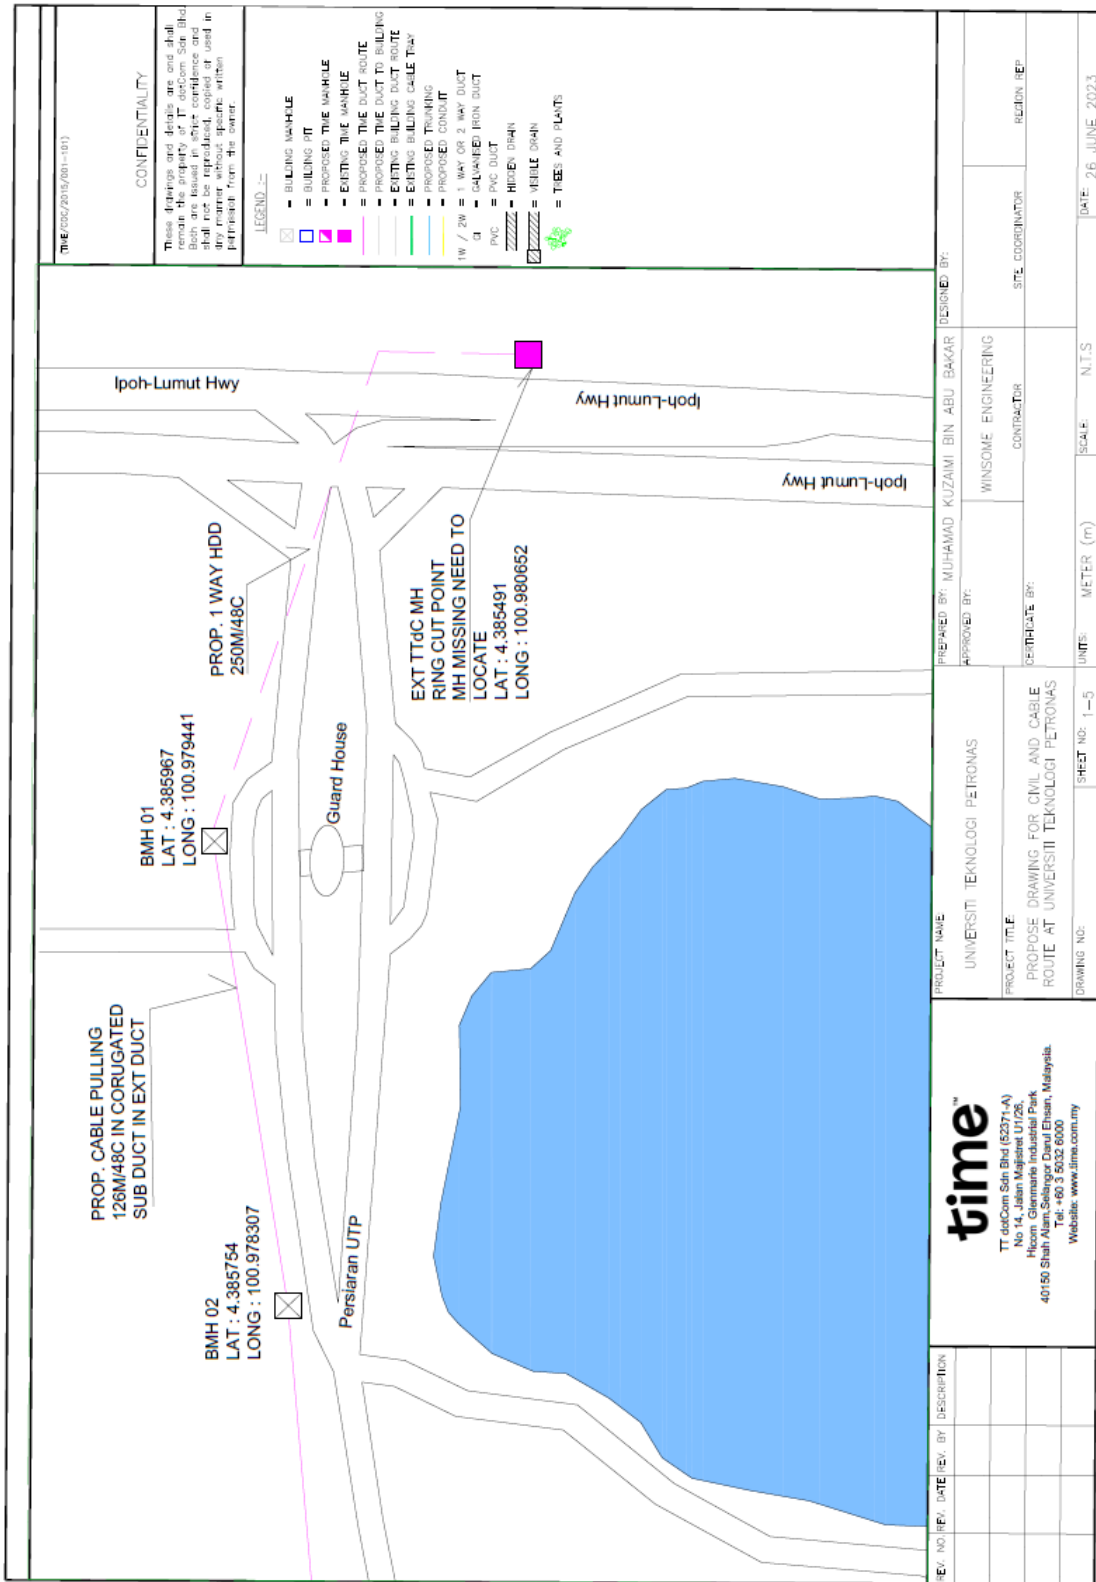 (TIME/CDC/2015/001-101)
CONFIDENTIALITY
These drawings and details are and shall
remain the property of TT dotCom Sdn Bhd.
Both are issued in strict confidence and
shall not be reproduced, copied or used in
any manner without specific written
permission from the owner.
LEGEND :-
= BUILDING MANHOLE
= BUILDING PIT
= PROPOSED TIME MANHOLE
= EXISTING TIME MANHOLE
= PROPOSED TIME DUCT ROUTE
= PROPOSED TIME DUCT TO BUILDING
= EXISTING BUILDING DUCT ROUTE
= EXISTING BUILDING CABLE TRAY
= PROPOSED TRUNKING
= PROPOSED CONDUIT
1W / 2W = 1 WAY OR 2 WAY DUCT
GI = GALVANISED IRON DUCT
PVC = PVC DUCT
= HIDDEN DRAIN
= VISIBLE DRAIN
= TREES AND PLANTS
Ipoh-Lumut Hwy
Ipoh-Lumut Hwy
Ipoh-Lumut Hwy
PROP. 1 WAY HDD
250M/48C
EXT TTdC MH
RING CUT POINT
MH MISSING NEED TO
LOCATE
LAT : 4.385491
LONG : 100.980652
BMH 01
LAT : 4.385967
LONG : 100.979441
Guard House
PROP. CABLE PULLING
126M/48C IN CORUGATED
SUB DUCT IN EXT DUCT
BMH 02
LAT : 4.385754
LONG : 100.978307
Persiaran UTP
REV. NO.
REV. DATE
REV. BY
DESCRIPTION
time™
TT dotCom Sdn Bhd (52371-A)
No 14, Jalan Majistret U1/26,
Hicom Glenmarie Industrial Park
40150 Shah Alam,Selangor Darul Ehsan, Malaysia.
Tel: +60 3 5032 6000
Website: www.time.com.my
PROJECT NAME:
UNIVERSITI TEKNOLOGI PETRONAS
PROJECT TITLE:
PROPOSE DRAWING FOR CIVIL AND CABLE
ROUTE AT UNIVERSITI TEKNOLOGI PETRONAS
DRAWING NO:
SHEET NO: 1-5
PREPARED BY: MUHAMAD KUZAIMI BIN ABU BAKAR
DESIGNED BY:
APPROVED BY:
WINSOME ENGINEERING
CERTIFICATE BY:
CONTRACTOR
SITE COORDINATOR
REGION REP
UNITS: METER (m)
SCALE: N.T.S
DATE: 26 JUNE 2023